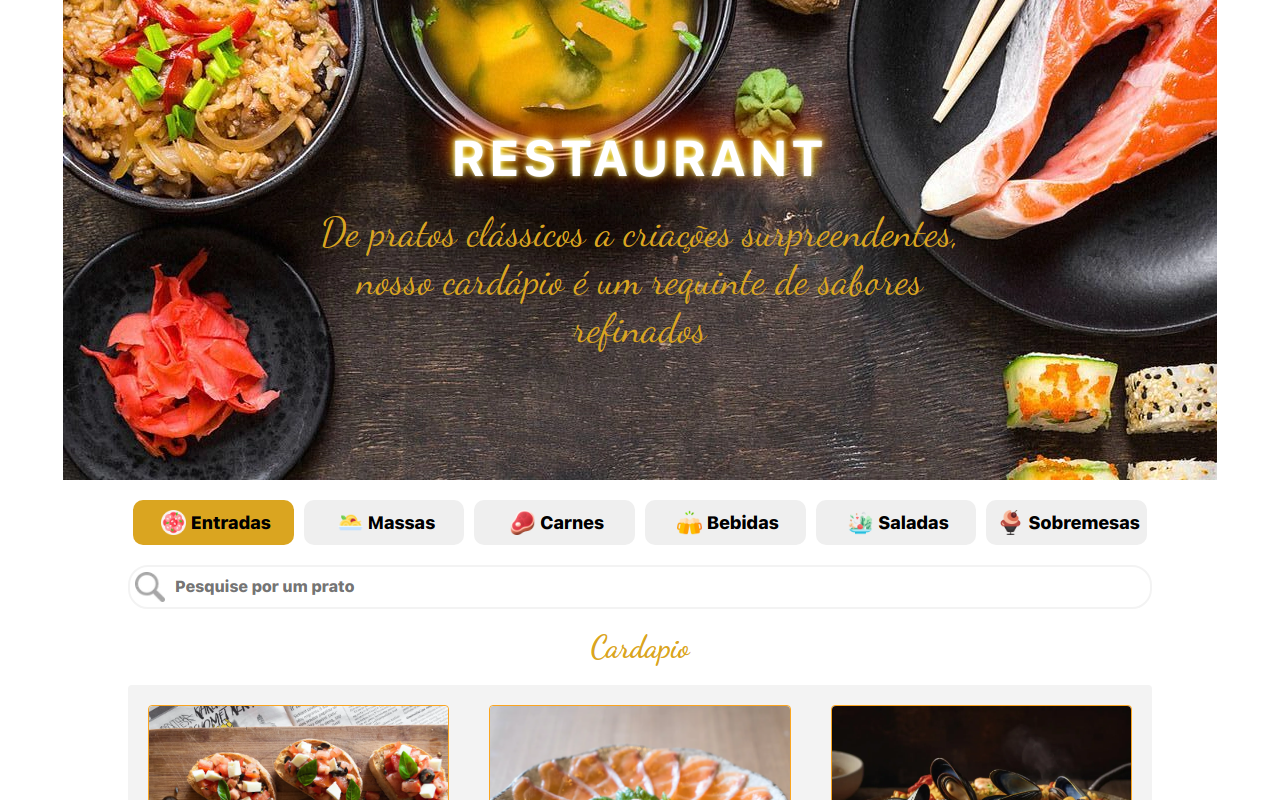 RESTAURANT
De pratos clássicos a criações surpreendentes,
nosso cardápio é um requinte de sabores
refinados
Entradas Massas Carnes Bebidas Saladas Sobremesas
Pesquise por um prato
Cardapio